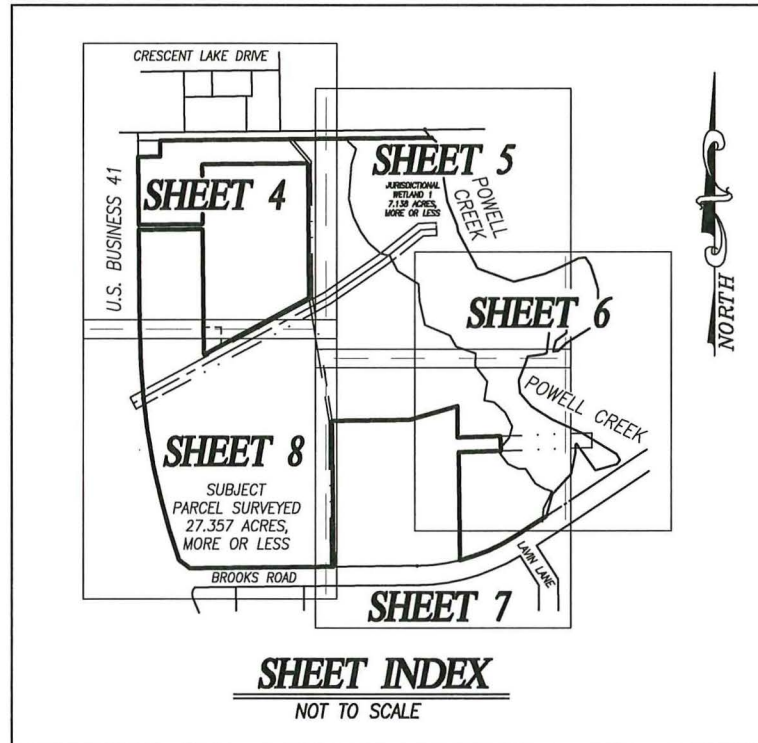 CRESCENT LAKE DRIVE
U.S. BUSINESS 41
SHEET 4
SHEET 5
JURISDICTIONAL
WETLAND 1
7.138 ACRES,
MORE OR LESS
POWELL
CREEK
NORTH
SHEET 6
POWELL CREEK
SHEET 8
SUBJECT
PARCEL SURVEYED
27.357 ACRES,
MORE OR LESS
BROOKS ROAD
LAVIN LANE
SHEET 7
SHEET INDEX
NOT TO SCALE